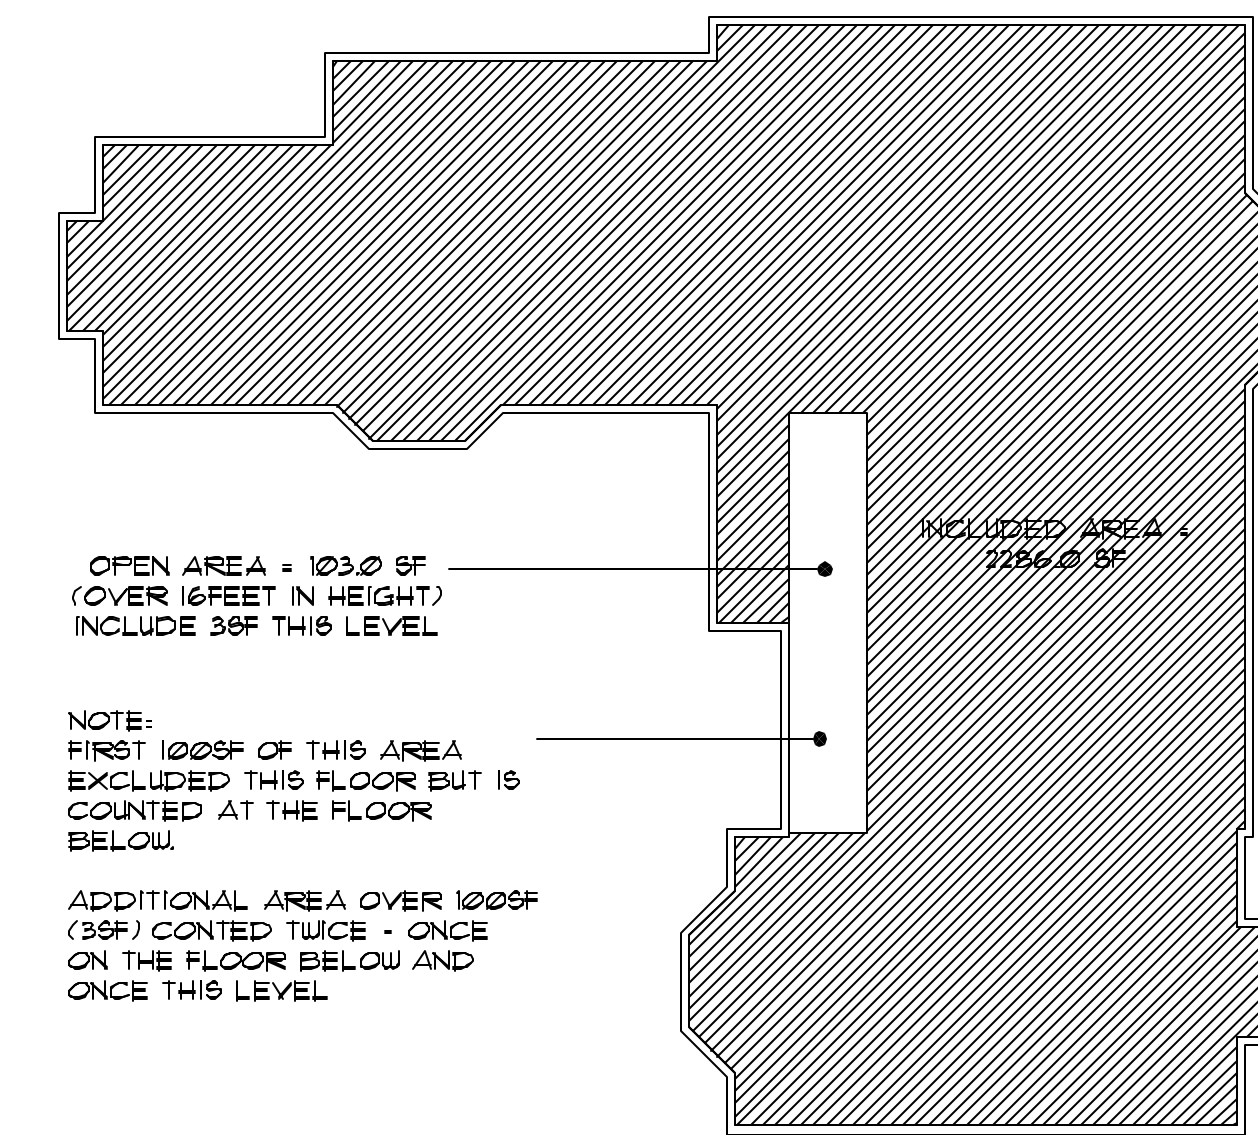 INCLUDED AREA =
2286.0 SF
OPEN AREA = 103.0 SF
(OVER 16FEET IN HEIGHT)
INCLUDE 3SF THIS LEVEL
NOTE:
FIRST 100SF OF THIS AREA
EXCLUDED THIS FLOOR BUT IS
COUNTED AT THE FLOOR
BELOW.
ADDITIONAL AREA OVER 100SF
(3SF) CONTED TWICE - ONCE
ON THE FLOOR BELOW AND
ONCE THIS LEVEL